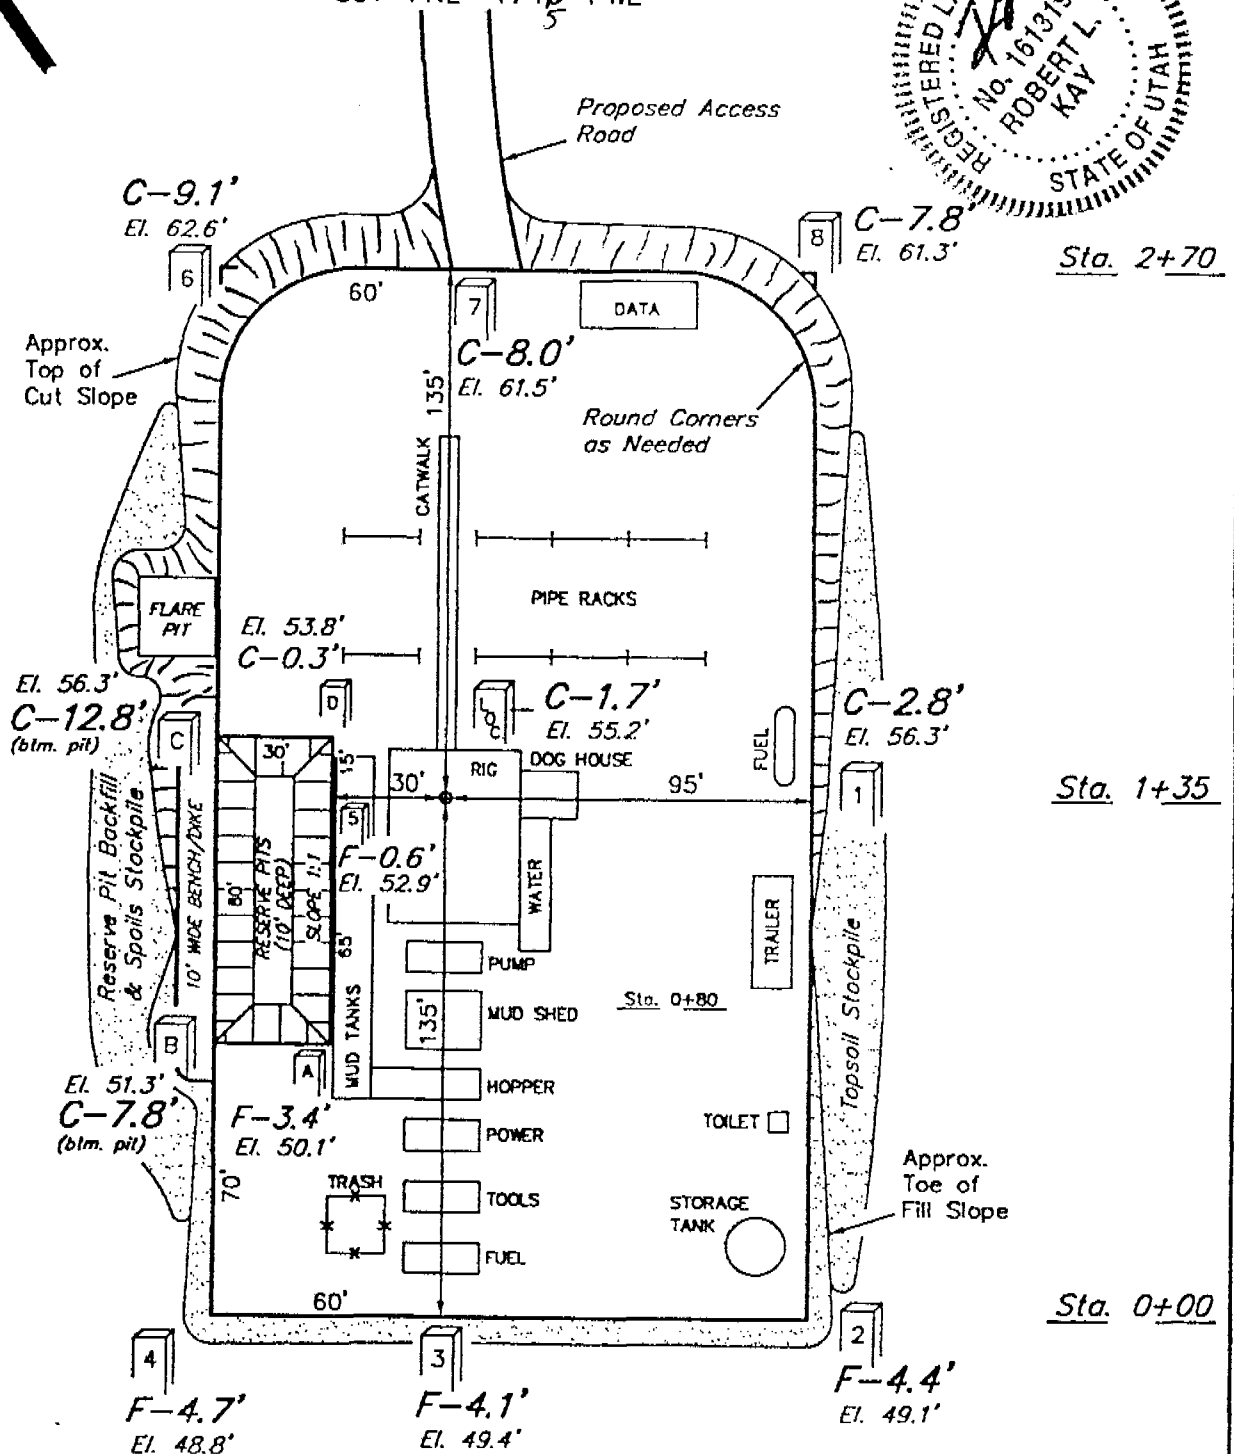 5
REGISTERED
No. 161319
ROBERT L.
KAY
STATE OF UTAH
Proposed Access
Road
C-9.1'
El. 62.6'
6
8
C-7.8'
El. 61.3'
Sta. 2+70
60'
7
DATA
C-8.0'
El. 61.5'
135'
Approx.
Top of
Cut Slope
Round Corners
as Needed
CATWALK
PIPE RACKS
FLARE
PIT
El. 53.8'
C-0.3'
El. 56.3'
C-12.8'
(btm. pit)
C
D
LOC
C-1.7'
El. 55.2'
C-2.8'
El. 56.3'
FUEL
30'
15'
RIG
DOG HOUSE
30'
95'
1
Sta. 1+35
5
F-0.6'
El. 52.9'
Reserve Pit Backfill
& Spoils Stockpile
10' WIDE BENCH/DIKE
80'
RESERVE PITS
(10' DEEP)
SLOPE 1:1
65'
WATER
TRAILER
Topsoil Stockpile
PUMP
Sta. 0+80
MUD SHED
135'
MUD TANKS
B
A
HOPPER
El. 51.3'
C-7.8'
(btm. pit)
F-3.4'
El. 50.1'
POWER
TOILET
70'
TRASH
TOOLS
STORAGE
TANK
Approx.
Toe of
Fill Slope
FUEL
60'
Sta. 0+00
4
F-4.7'
El. 48.8'
3
F-4.1'
El. 49.4'
2
F-4.4'
El. 49.1'